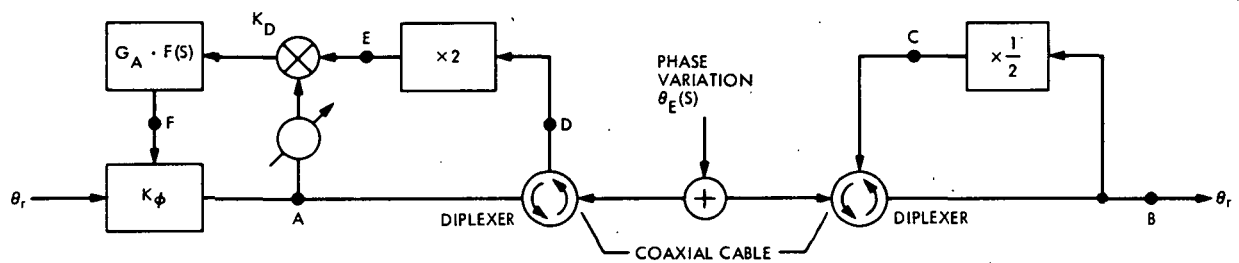 K_D
E
C
G_A · F(S)
×2
PHASE
VARIATION
θ_E(S)
× 1/2
F
D
θ_r
K_ϕ
A
DIPLEXER
+
DIPLEXER
B
θ_r
COAXIAL CABLE